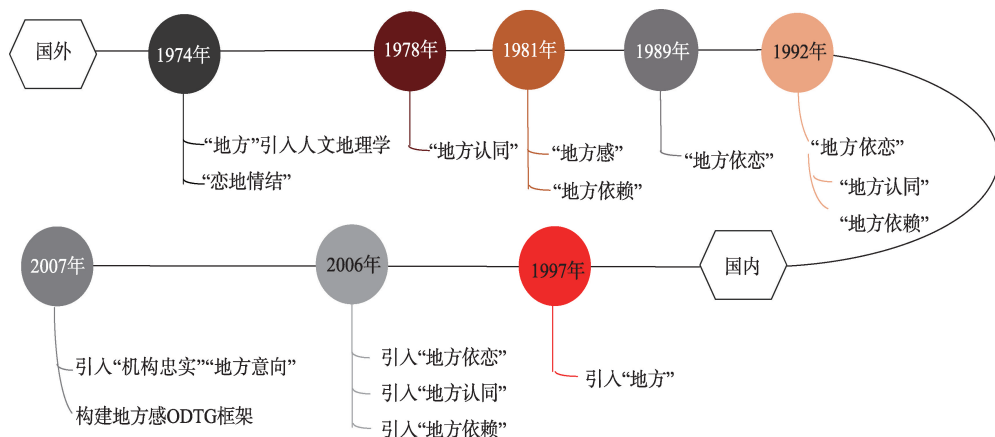 国外
1974年
1978年
1981年
1989年
1992年
“地方”引入人文地理学
“恋地情结”
“地方认同”
“地方感”
“地方依赖”
“地方依恋”
“地方依恋”
“地方认同”
“地方依赖”
2007年
2006年
1997年
国内
引入“机构忠实”“地方意向”
构建地方感ODTG框架
引入“地方依恋”
引入“地方认同”
引入“地方依赖”
引入“地方”